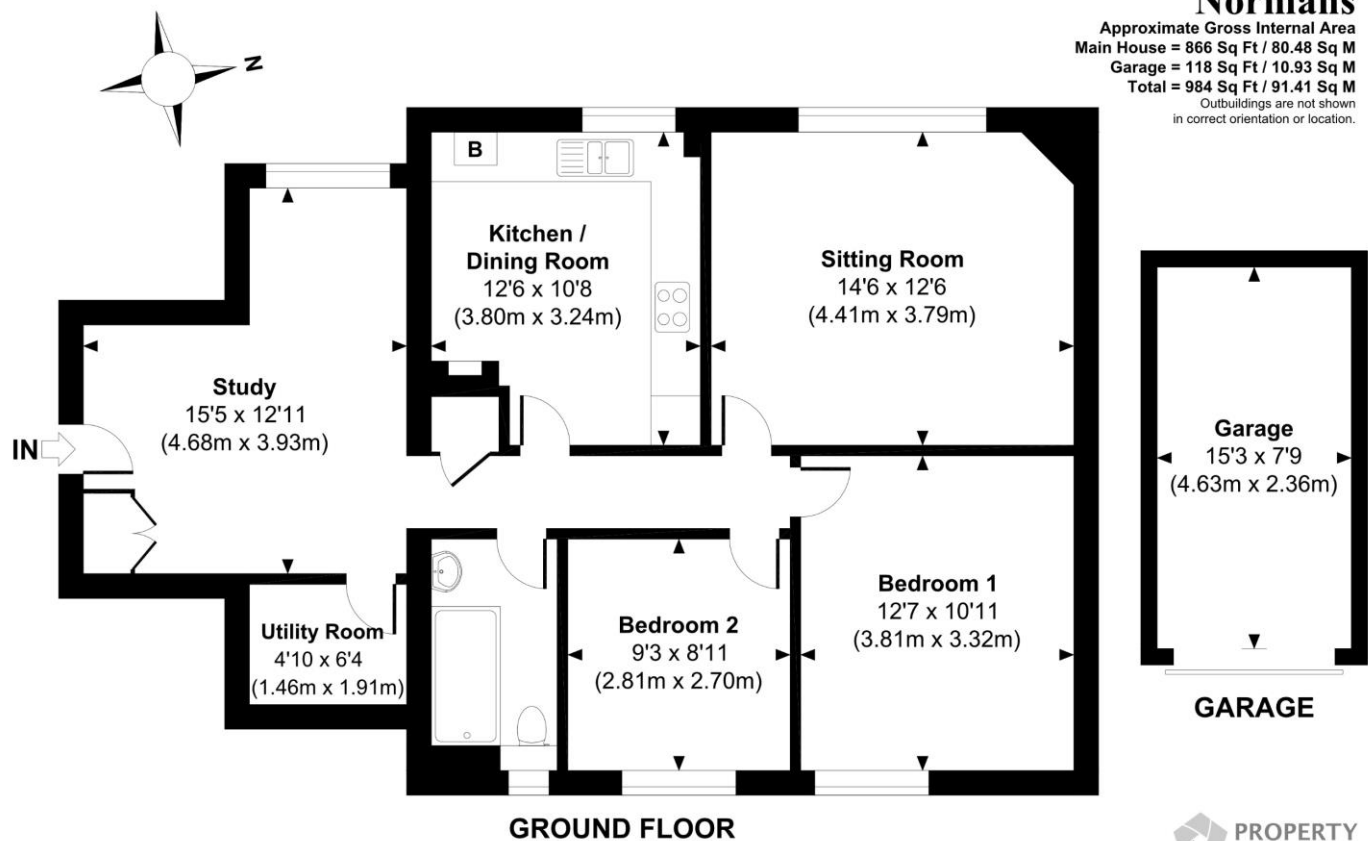 Normans
Approximate Gross Internal Area
Main House = 866 Sq Ft / 80.48 Sq M
Garage = 118 Sq Ft / 10.93 Sq M
Total = 984 Sq Ft / 91.41 Sq M
Outbuildings are not shown
in correct orientation or location.
N
B
Kitchen /
Dining Room
12'6 x 10'8
(3.80m x 3.24m)
Sitting Room
14'6 x 12'6
(4.41m x 3.79m)
Study
15'5 x 12'11
(4.68m x 3.93m)
IN
Garage
15'3 x 7'9
(4.63m x 2.36m)
Utility Room
4'10 x 6'4
(1.46m x 1.91m)
Bedroom 2
9'3 x 8'11
(2.81m x 2.70m)
Bedroom 1
12'7 x 10'11
(3.81m x 3.32m)
GARAGE
GROUND FLOOR
PROPERTY